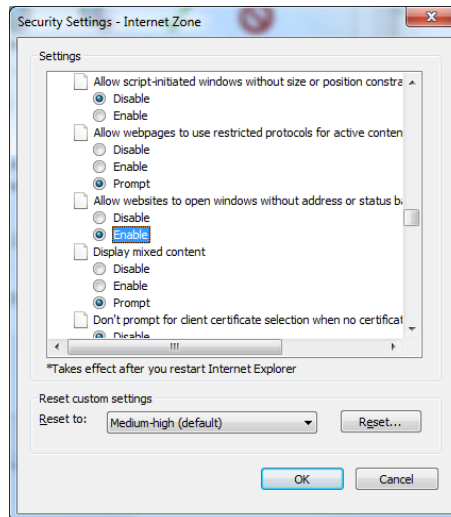 Security Settings - Internet Zone
Settings
Allow script-initiated windows without size or position constra
Disable
Enable
Allow webpages to use restricted protocols for active conten
Disable
Enable
Prompt
Allow websites to open windows without address or status ba
Disable
Enable
Display mixed content
Disable
Enable
Prompt
Don't prompt for client certificate selection when no certificat
Disable
*Takes effect after you restart Internet Explorer
Reset custom settings
Reset to:
Medium-high (default)
Reset...
OK
Cancel